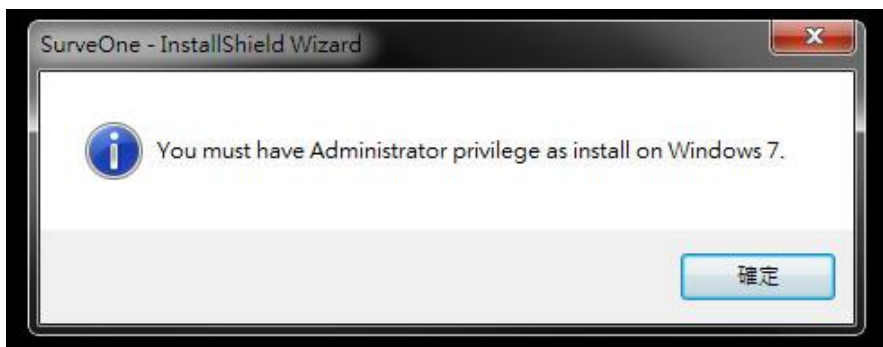 SurveOne - InstallShield Wizard
You must have Administrator privilege as install on Windows 7.
確定